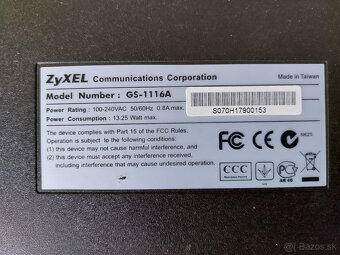 ZyXEL Communications Corporation
Made in Taiwan
Model Number : GS-1116A
Power Rating : 100-240VAC 50/60Hz 0.8A max.
Power Consumption : 13.25 Watt max.
S070H17900153
The device complies with Part 15 of the FCC Rules.
Operation is subject to the following conditions:
(1) this device may not cause harmful interference, and
(2) this device must accept any interference received,
including interference that may cause undesired operation.
FC CE
CCC
bazar.sk